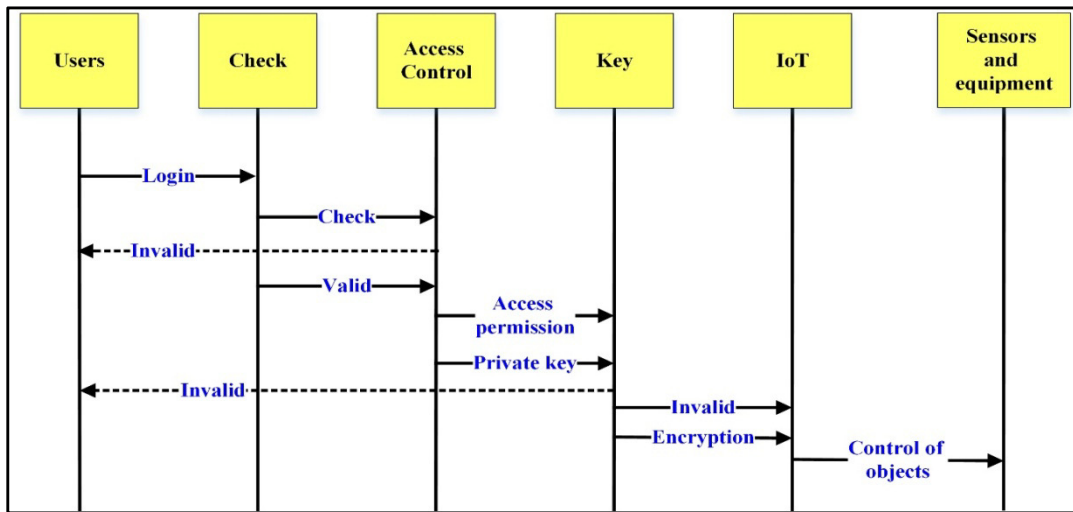 Users
Check
Access
Control
Key
IoT
Sensors
and
equipment
Login
Check
Invalid
Valid
Access
permission
Private key
Invalid
Invalid
Encryption
Control of
objects